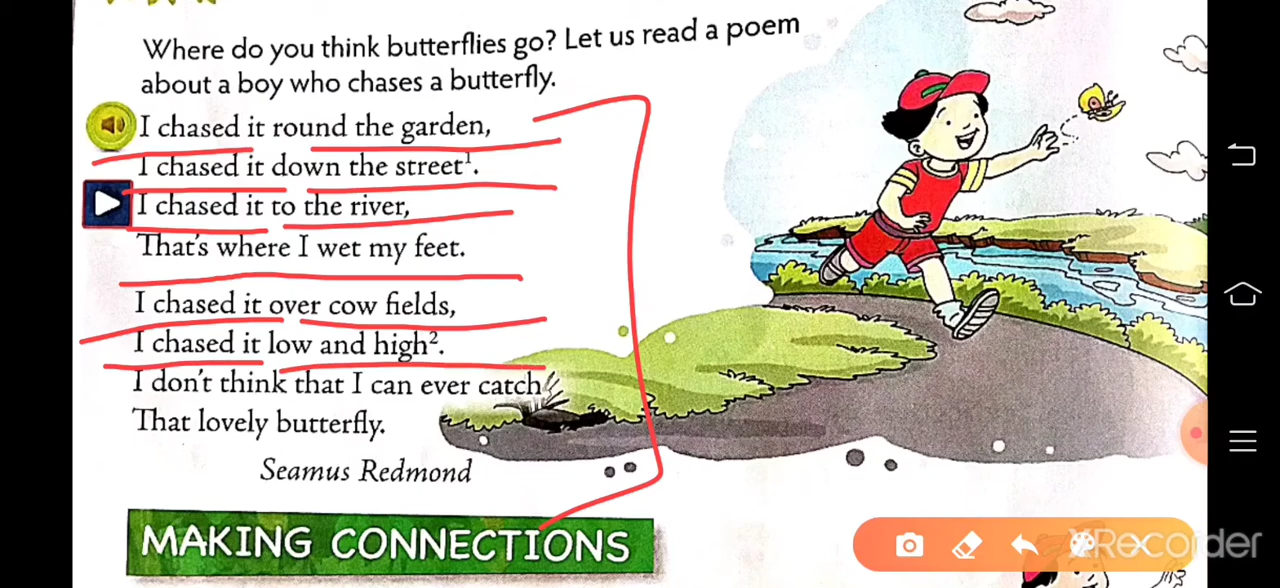 Where do you think butterflies go? Let us read a poem
about a boy who chases a butterfly.
I chased it round the garden,
I chased it down the street¹.
I chased it to the river,
That's where I wet my feet.
I chased it over cow fields,
I chased it low and high².
I don't think that I can ever catch
That lovely butterfly.
Seamus Redmond
MAKING CONNECTIONS
XRecorder